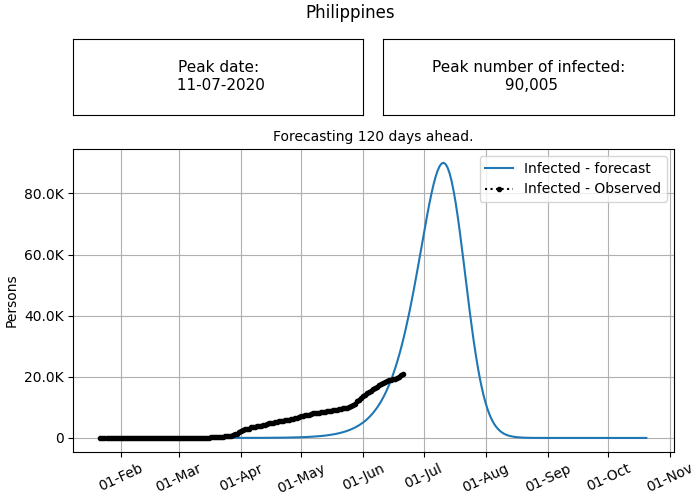 Philippines
Peak date:
11-07-2020
Peak number of infected:
90,005
Forecasting 120 days ahead.
Infected - forecast
Infected - Observed
Persons
80.0K
60.0K
40.0K
20.0K
0
01-Feb
01-Mar
01-Apr
01-May
01-Jun
01-Jul
01-Aug
01-Sep
01-Oct
01-Nov